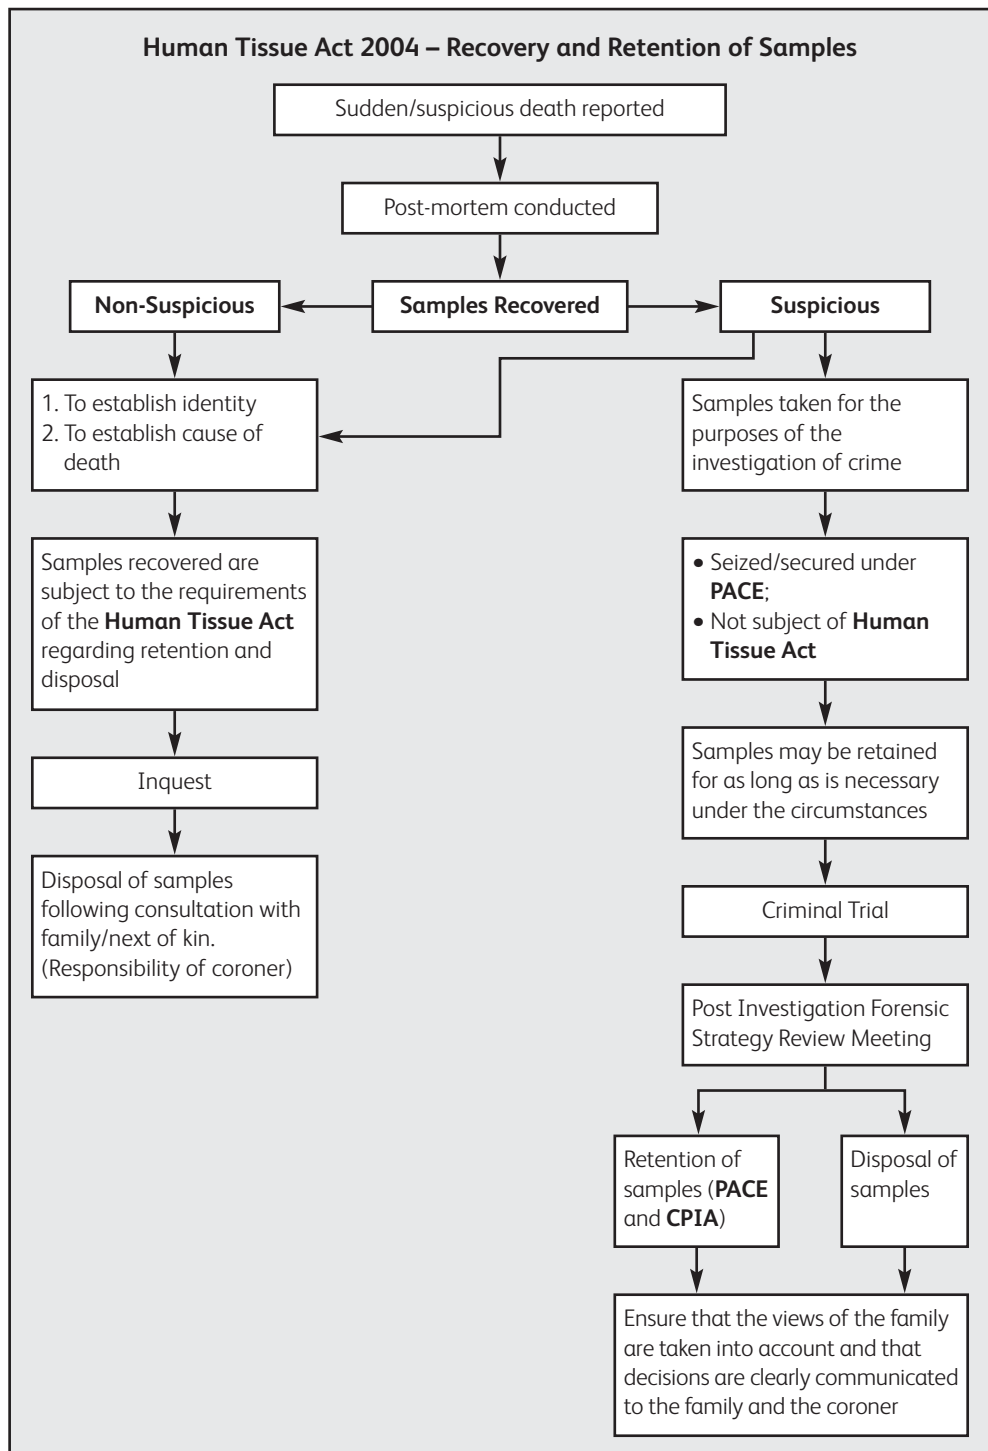 Human Tissue Act 2004 – Recovery and Retention of Samples
Sudden/suspicious death reported
Post-mortem conducted
Non-Suspicious
Samples Recovered
Suspicious
1. To establish identity
2. To establish cause of
death
Samples recovered are
subject to the requirements
of the Human Tissue Act
regarding retention and
disposal
Inquest
Disposal of samples
following consultation with
family/next of kin.
(Responsibility of coroner)
Samples taken for the
purposes of the
investigation of crime
• Seized/secured under
PACE;
• Not subject of Human
Tissue Act
Samples may be retained
for as long as is necessary
under the circumstances
Criminal Trial
Post Investigation Forensic
Strategy Review Meeting
Retention of
samples (PACE
and CPIA)
Disposal of
samples
Ensure that the views of the family
are taken into account and that
decisions are clearly communicated
to the family and the coroner